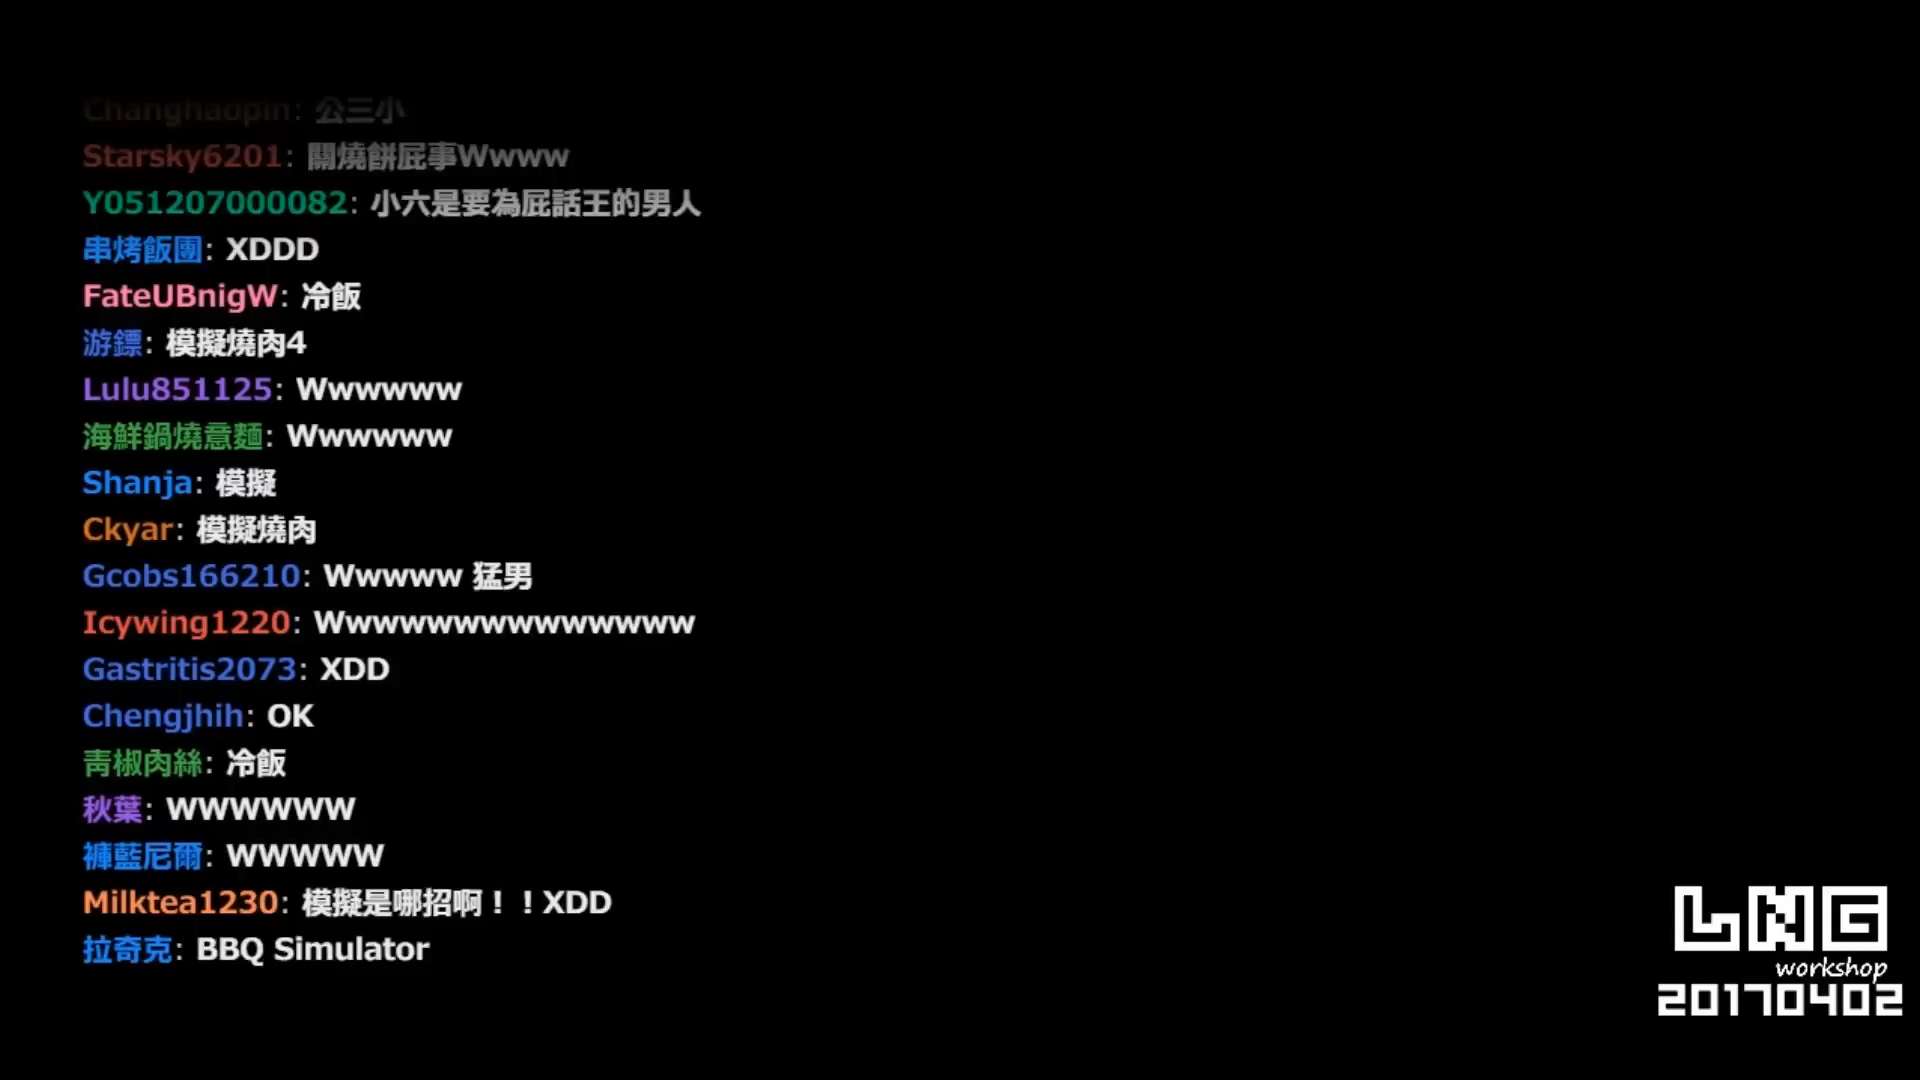 Changhaopin: 公三小
Starsky6201: 關燒餅屁事Wwww
Y051207000082: 小六是要為屁話王的男人
串烤飯團: XDDD
FateUBnigW: 冷飯
游鏢: 模擬燒肉4
Lulu851125: Wwwwww
海鮮鍋燒意麵: Wwwwww
Shanja: 模擬
Ckyar: 模擬燒肉
Gcobs166210: Wwwww 猛男
Icywing1220: Wwwwwwwwwwwwww
Gastritis2073: XDD
Chengjhih: OK
青椒肉絲: 冷飯
秋葉: WWWWWW
褲藍尼爾: WWWWW
Milktea1230: 模擬是哪招啊！！XDD
拉奇克: BBQ Simulator
LNG
workshop
20170402